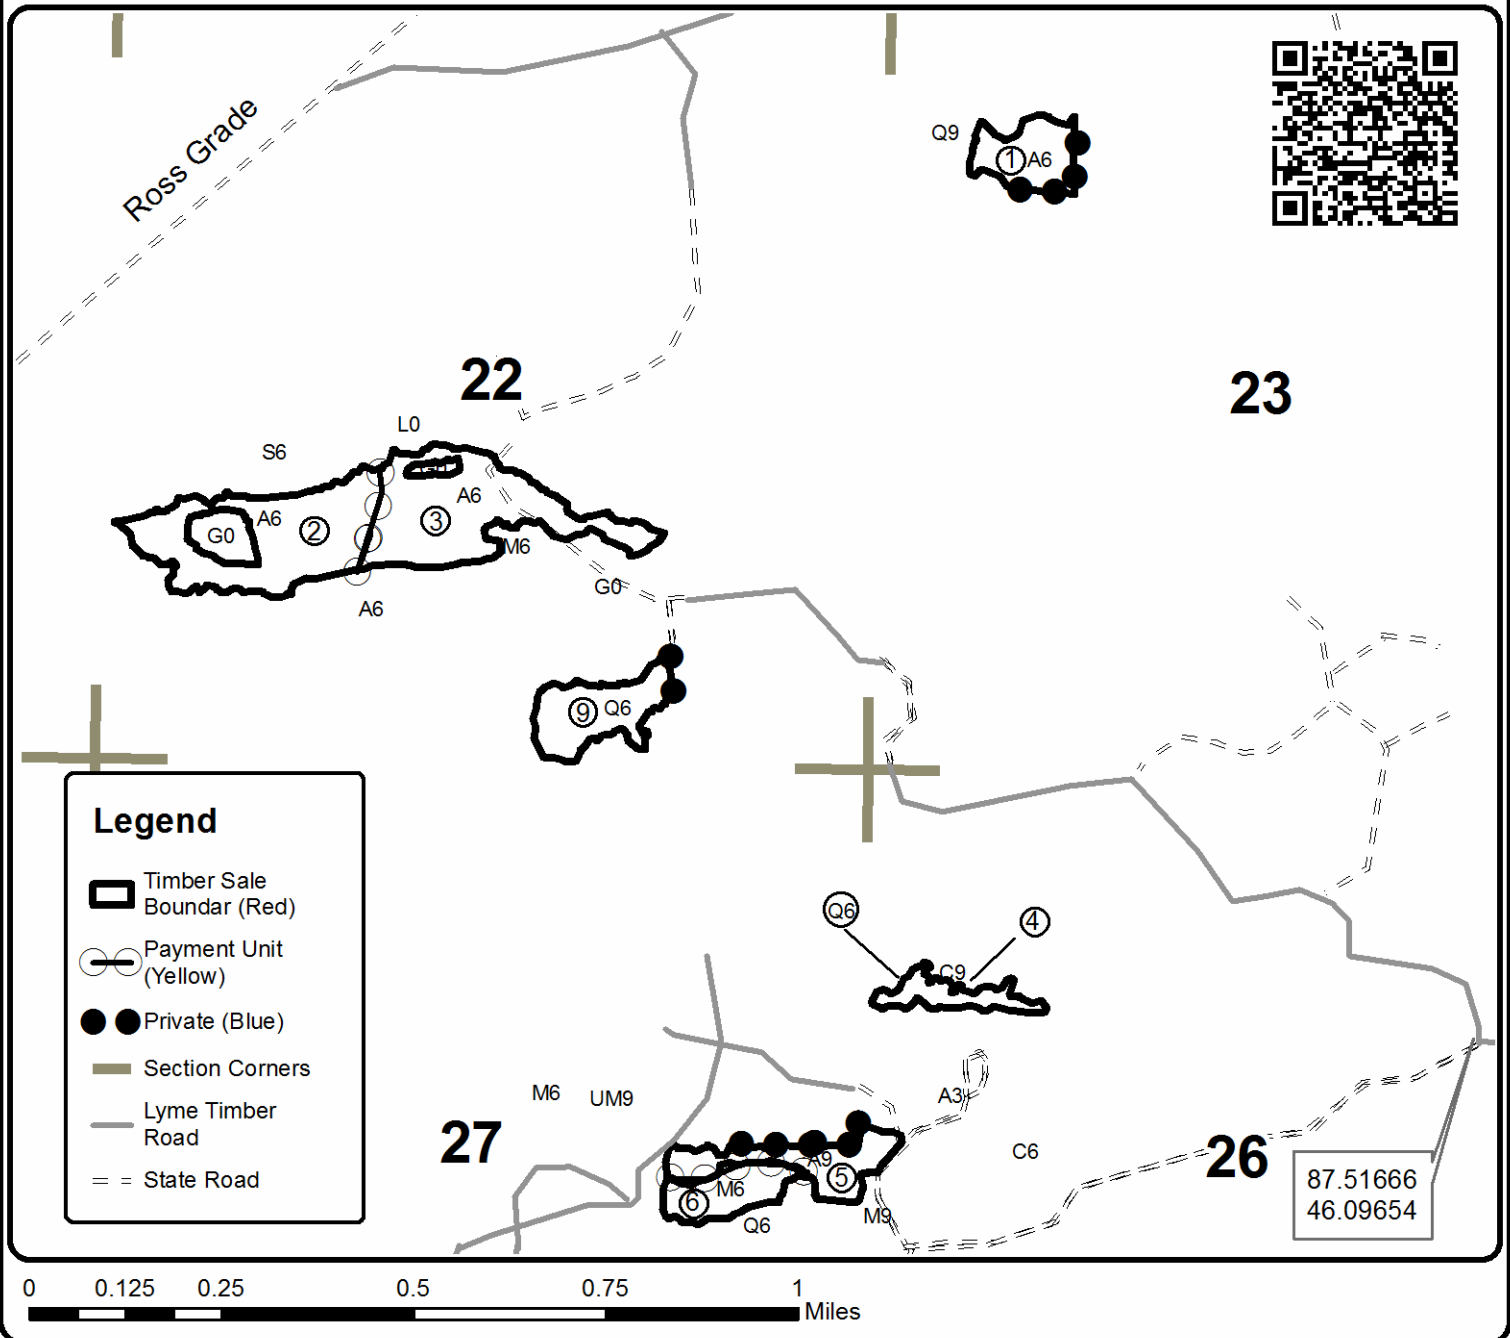 Ross Grade
Q9
1
A6
22
23
L0
S6
A6
G0
2
A6
3
M6
A6
G0
9
Q6
Legend
Timber Sale
Boundar (Red)
Payment Unit
(Yellow)
Private (Blue)
Section Corners
Lyme Timber
Road
State Road
Q6
4
C9
M6
UM9
A3
27
C6
26
A9
5
M6
6
M9
Q6
87.51666
46.09654
0
0.125
0.25
0.5
0.75
1
Miles